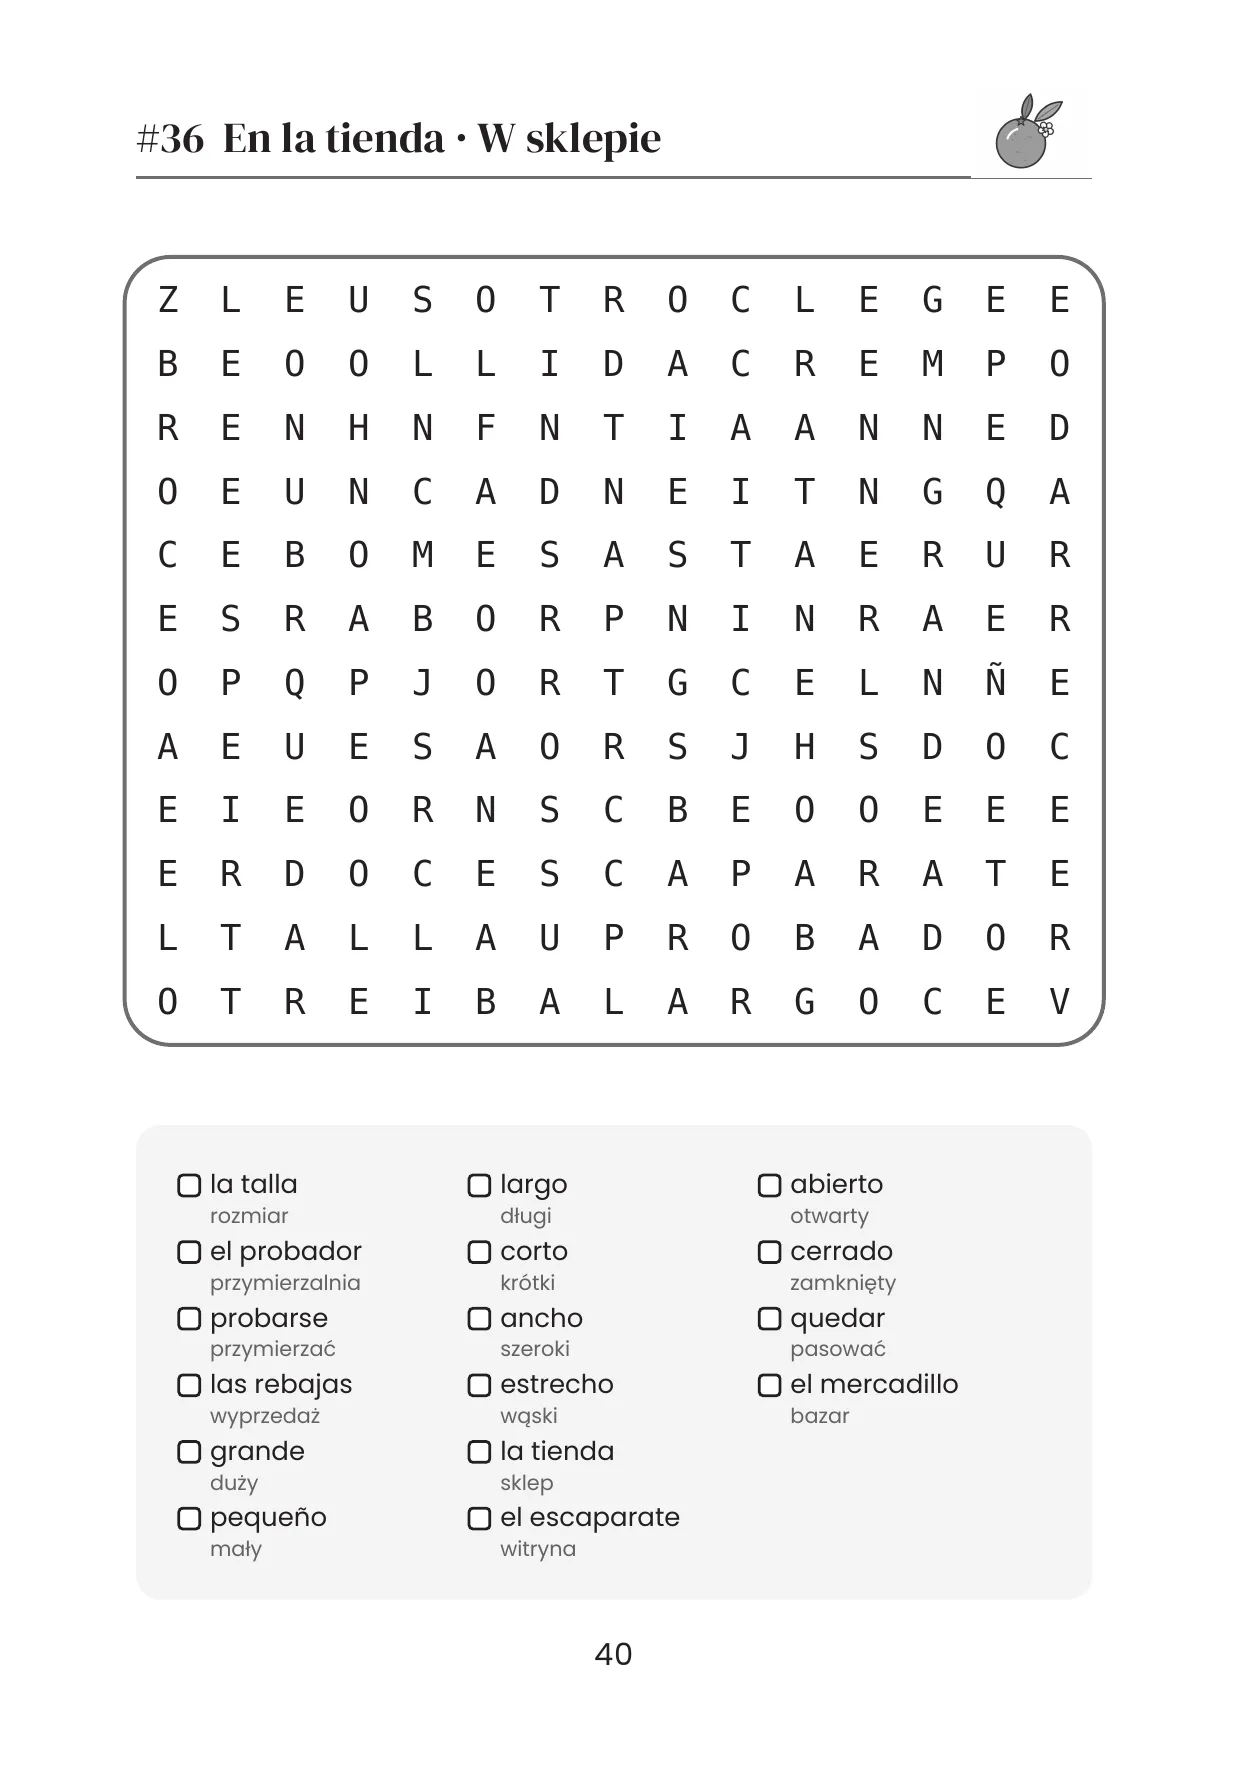 #36 En la tienda · W sklepie
Z L E U S O T R O C L E G E E
B E O O L L I D A C R E M P O
R E N H N F N T I A A N N E D
O E U N C A D N E I T N G Q A
C E B O M E S A S T A E R U R
E S R A B O R P N I N R A E R
O P Q P J O R T G C E L N Ñ E
A E U E S A O R S J H S D O C
E I E O R N S C B E O O E E E
E R D O C E S C A P A R A T E
L T A L L A U P R O B A D O R
O T R E I B A L A R G O C E V
la talla
rozmiar
el probador
przymierzalnia
probarse
przymierzać
las rebajas
wyprzedaż
grande
duży
pequeño
mały
largo
długi
corto
krótki
ancho
szeroki
estrecho
wąski
la tienda
sklep
el escaparate
witryna
abierto
otwarty
cerrado
zamknięty
quedar
pasować
el mercadillo
bazar
40